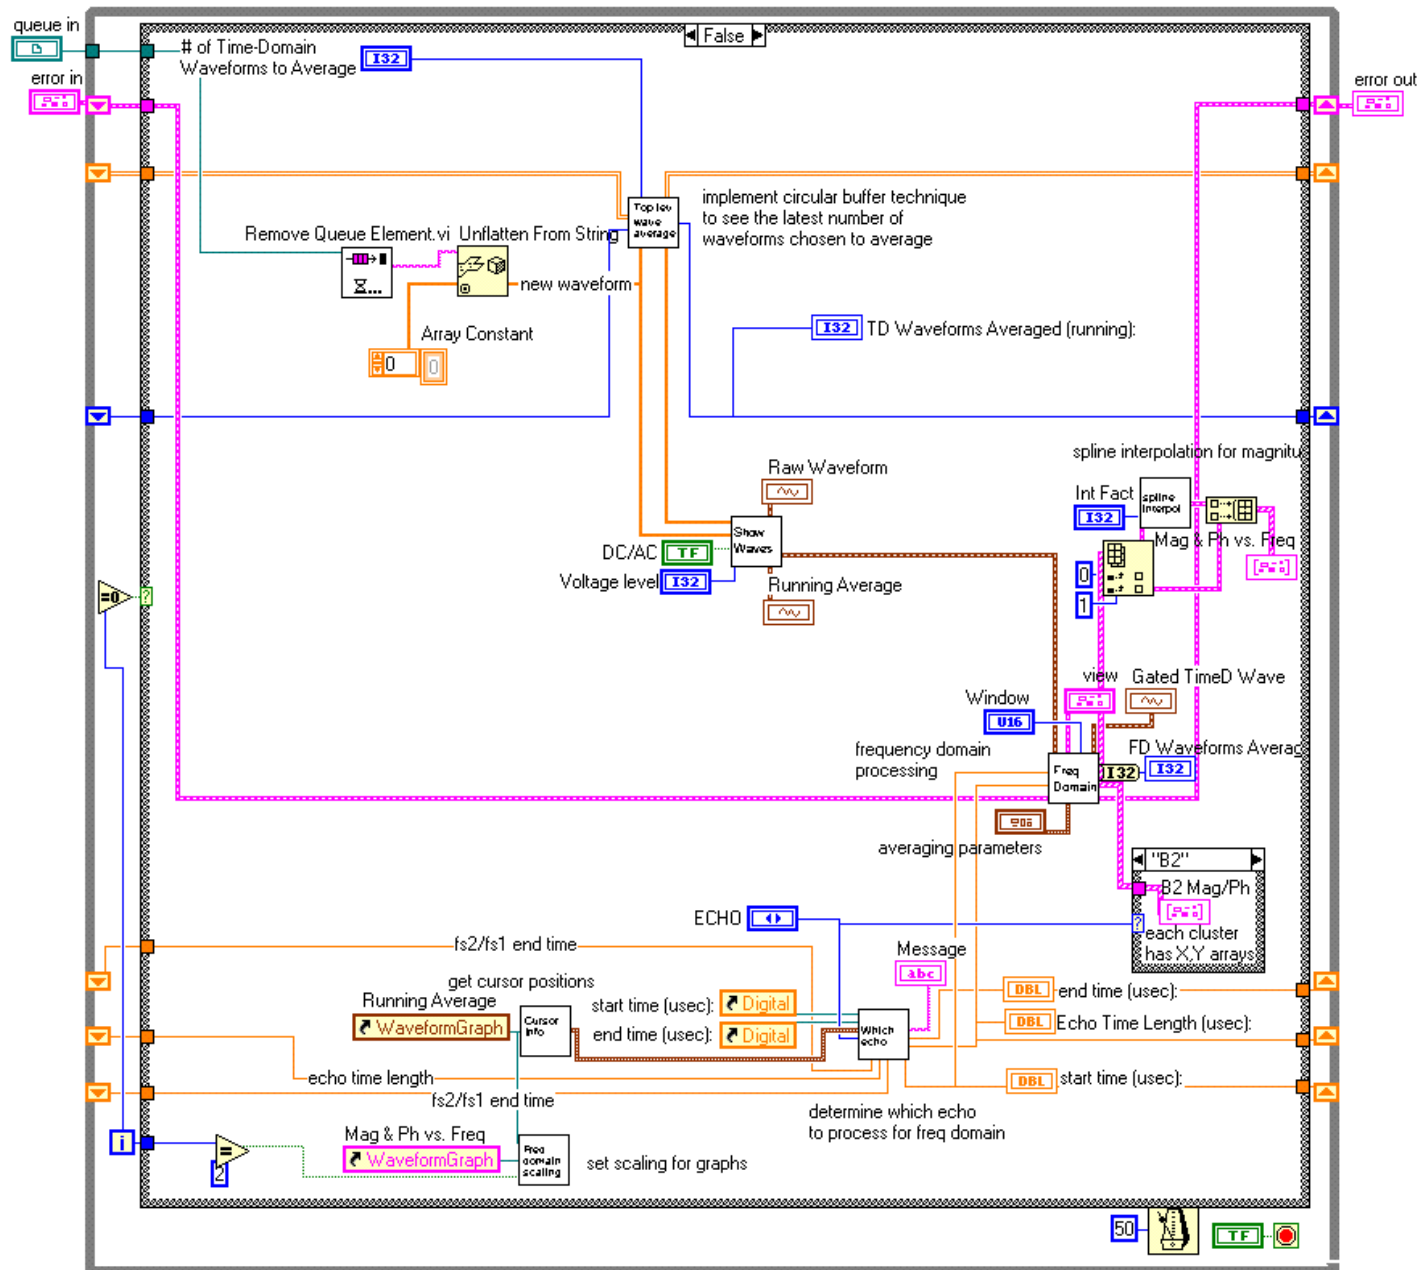 queue in
False
# of Time-Domain
Waveforms to Average
I32
error in
error out
Top lev
wave
average
implement circular buffer technique
to see the latest number of
waveforms chosen to average
Remove Queue Element.vi
Unflatten From String
new waveform
Array Constant
0
0
I32
TD Waveforms Averaged (running):
spline interpolation for magnitu
Raw Waveform
Int Fact
I32
spline
interpol
Show
Waves
DC/AC
TF
Voltage level
I32
Mag & Ph vs. Freq
0
1
Running Average
=0
?
view
Gated TimeD Wave
Window
U16
frequency domain
processing
FD Waveforms Averag
Freq
Domain
I32
I32
averaging parameters
"B2"
B2 Mag/Ph
?
each cluster
has X,Y arrays
ECHO
fs2/fs1 end time
Message
abc
get cursor positions
Running Average
WaveformGraph
Cursor
Info
start time (usec):
Digital
end time (usec):
Digital
Which
echo
DBL
end time (usec):
DBL
Echo Time Length (usec):
echo time length
DBL
start time (usec):
fs2/fs1 end time
determine which echo
to process for freq domain
i
=
2
Mag & Ph vs. Freq
WaveformGraph
Freq
domain
scaling
set scaling for graphs
50
TF